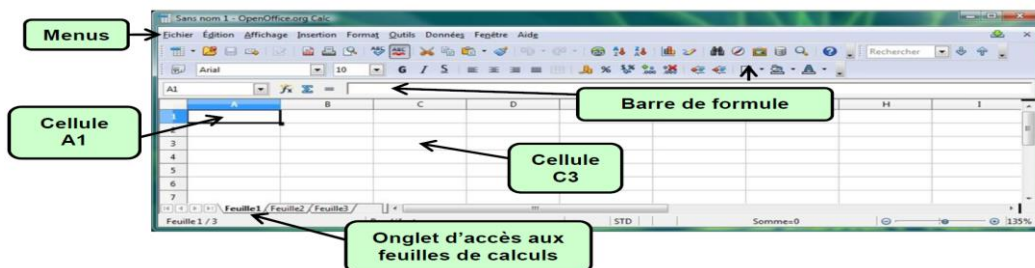 Sans nom 1 - OpenOffice.org Calc
Menus
Fichier Édition Affichage Insertion Format Outils Données Fenêtre Aide
Rechercher
Arial 10 G I S
A1
Barre de formule
A B C D H I
Cellule
A1
1
2
3
4
5
6
7
Cellule
C3
Feuille1 Feuille2 Feuille3
Feuille 1 / 3 STD Somme=0 135%
Onglet d'accès aux
feuilles de calculs